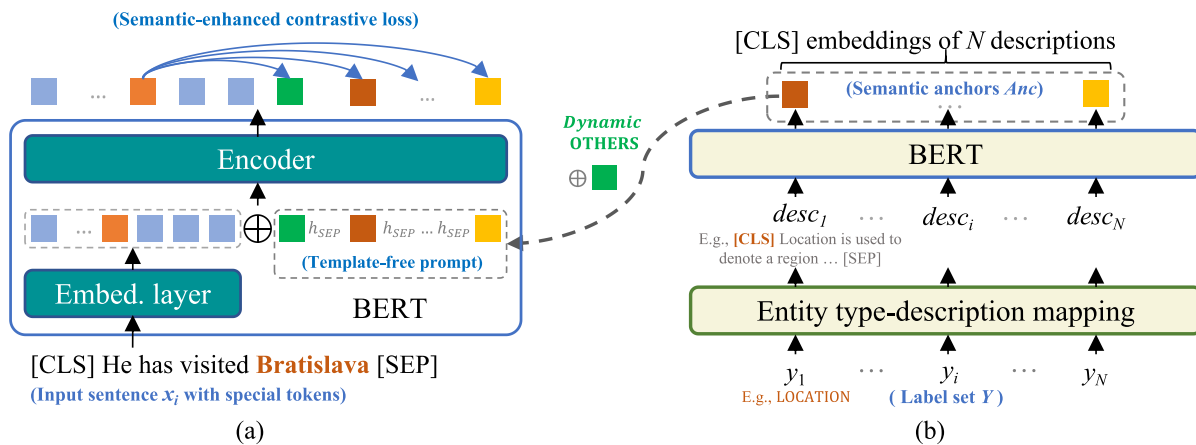 (Semantic-enhanced contrastive loss)
...
...
Encoder
...
⊕
h_SEP
h_SEP ... h_SEP
(Template-free prompt)
Embed. layer
BERT
[CLS] He has visited Bratislava [SEP]
(Input sentence x_i with special tokens)
(a)
Dynamic
OTHERS
⊕
[CLS] embeddings of N descriptions
(Semantic anchors Anc)
...
BERT
desc_1 ... desc_i ... desc_N
E.g., [CLS] Location is used to
denote a region ... [SEP]
Entity type-description mapping
y_1 ... y_i ... y_N
E.g., LOCATION
( Label set Y )
(b)